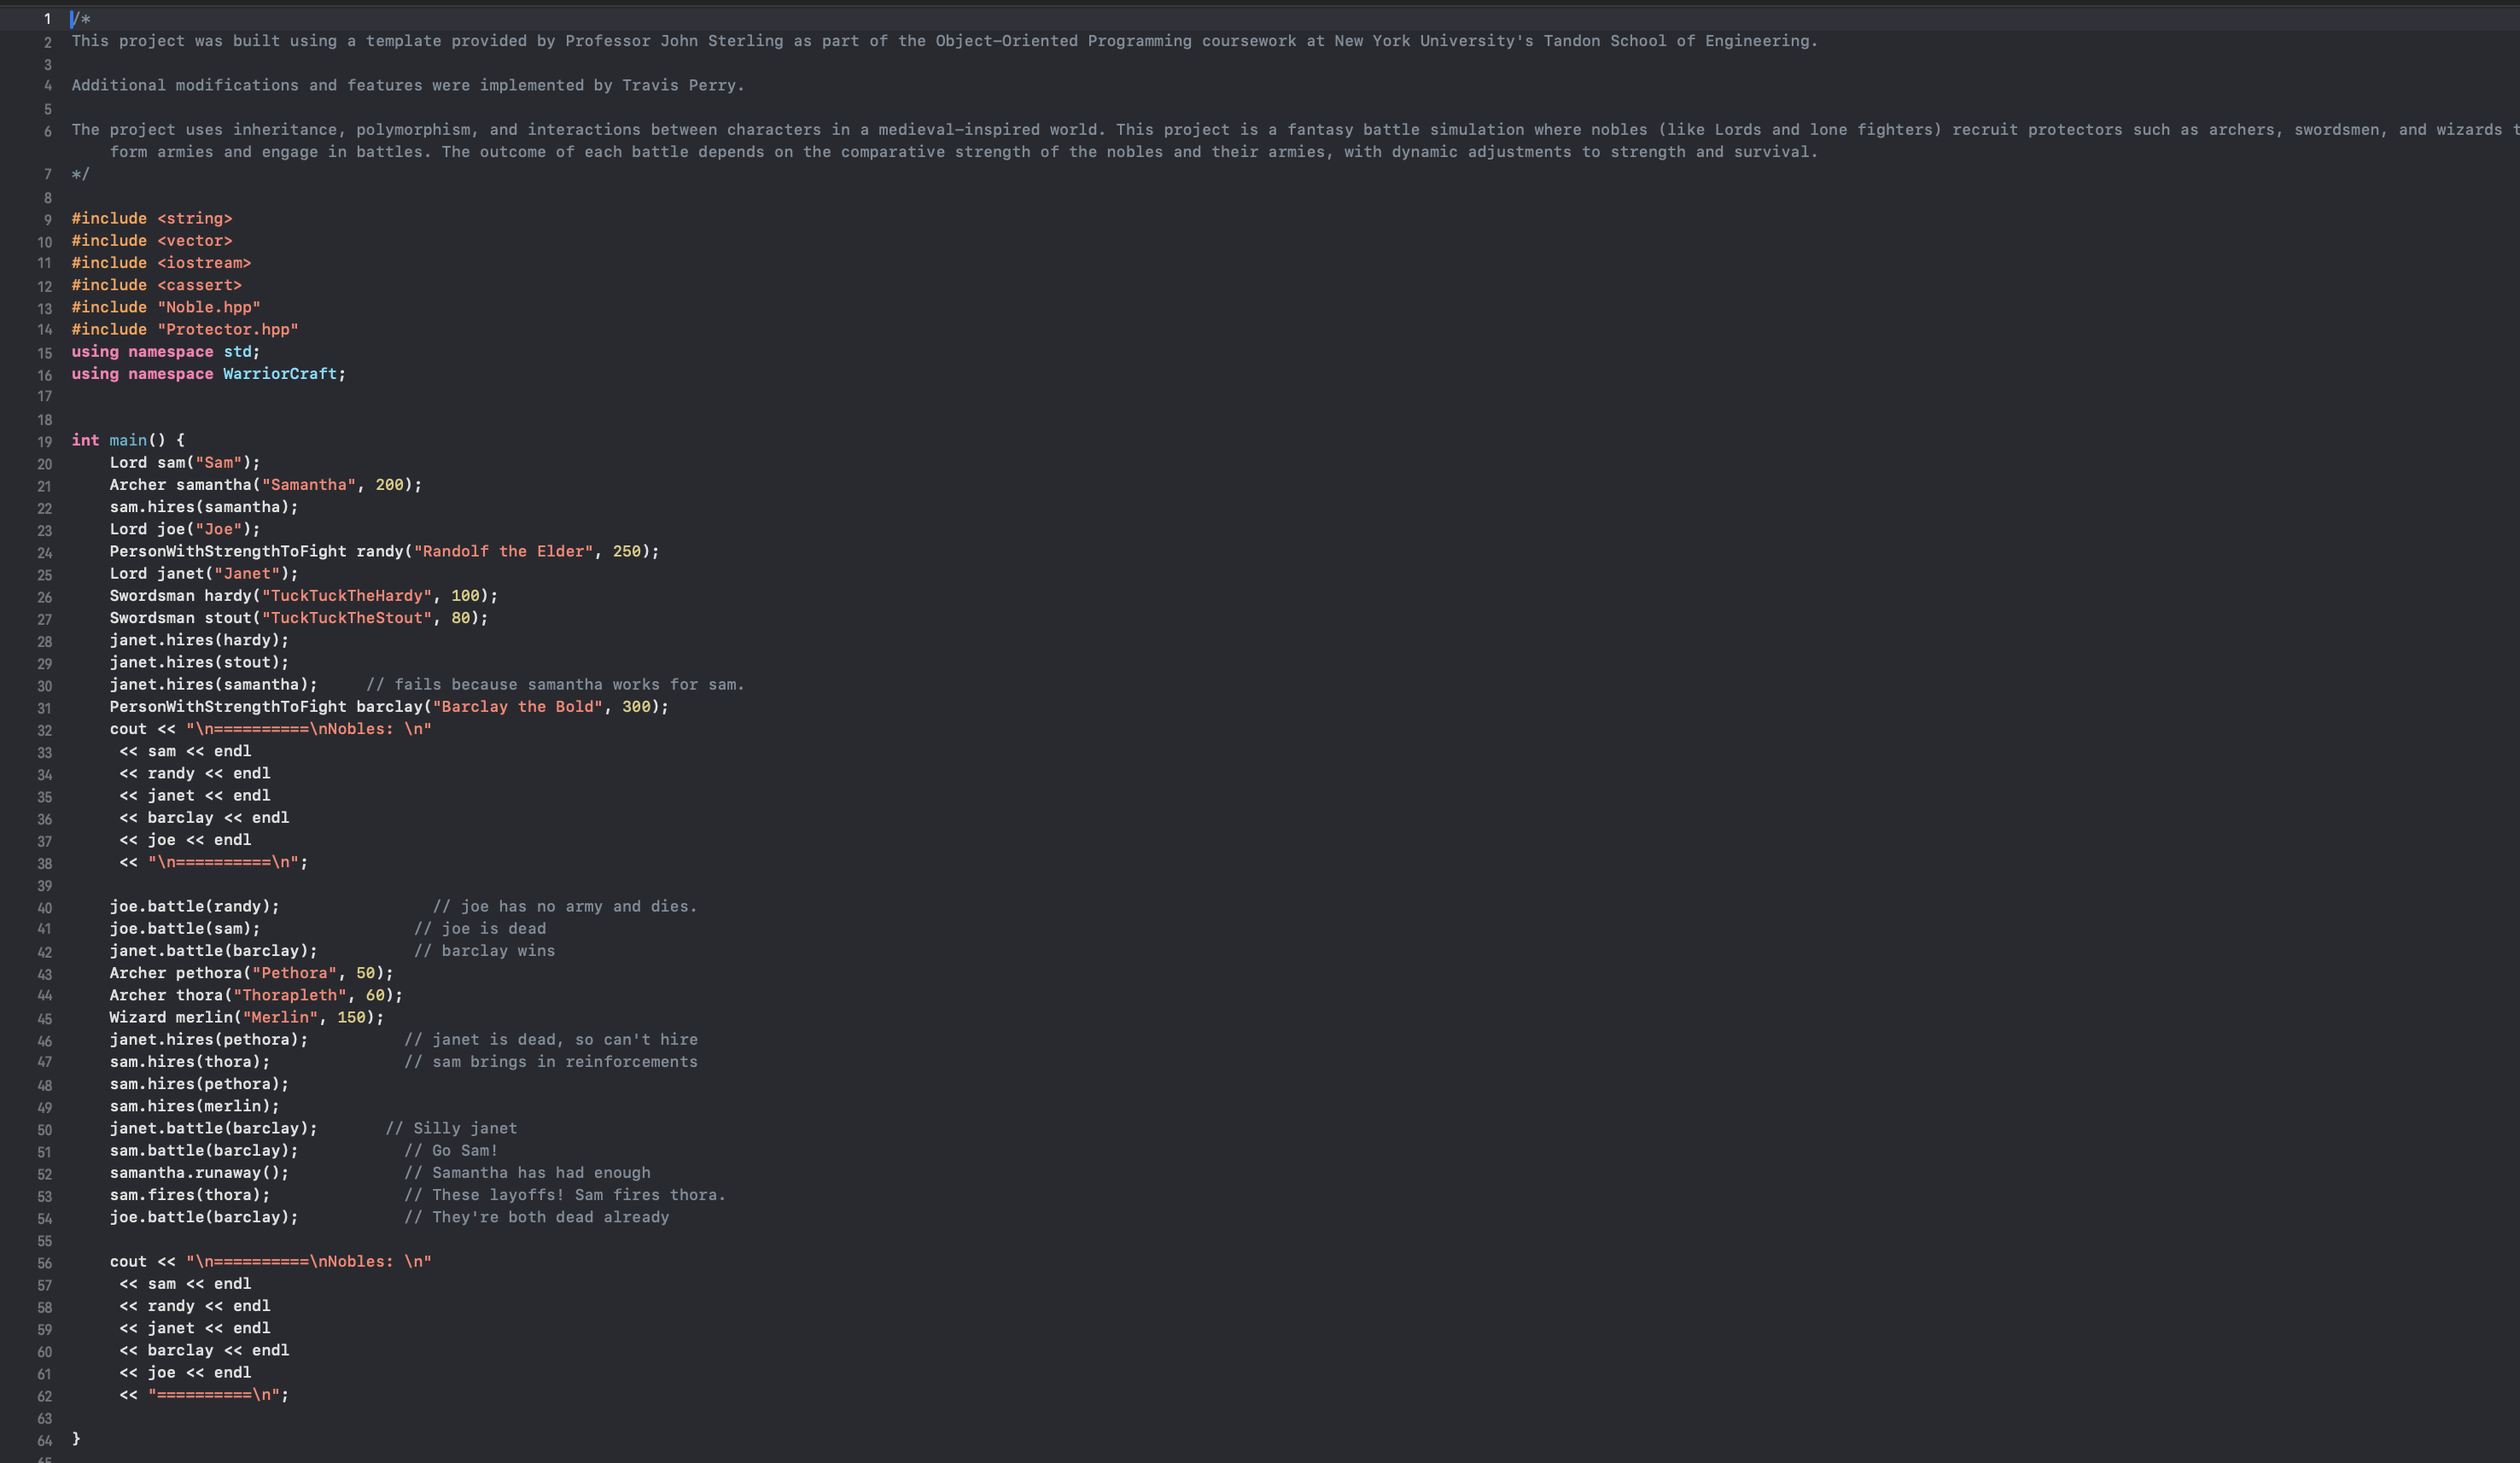 1 /*
2 This project was built using a template provided by Professor John Sterling as part of the Object-Oriented Programming coursework at New York University's Tandon School of Engineering.
3
4 Additional modifications and features were implemented by Travis Perry.
5
6 The project uses inheritance, polymorphism, and interactions between characters in a medieval-inspired world. This project is a fantasy battle simulation where nobles (like Lords and lone fighters) recruit protectors such as archers, swordsmen, and wizards t
form armies and engage in battles. The outcome of each battle depends on the comparative strength of the nobles and their armies, with dynamic adjustments to strength and survival.
7 */
8
9 #include <string>
10 #include <vector>
11 #include <iostream>
12 #include <cassert>
13 #include "Noble.hpp"
14 #include "Protector.hpp"
15 using namespace std;
16 using namespace WarriorCraft;
17
18
19 int main() {
20     Lord sam("Sam");
21     Archer samantha("Samantha", 200);
22     sam.hires(samantha);
23     Lord joe("Joe");
24     PersonWithStrengthToFight randy("Randolf the Elder", 250);
25     Lord janet("Janet");
26     Swordsman hardy("TuckTuckTheHardy", 100);
27     Swordsman stout("TuckTuckTheStout", 80);
28     janet.hires(hardy);
29     janet.hires(stout);
30     janet.hires(samantha);     // fails because samantha works for sam.
31     PersonWithStrengthToFight barclay("Barclay the Bold", 300);
32     cout << "\n==========\nNobles: \n"
33      << sam << endl
34      << randy << endl
35      << janet << endl
36      << barclay << endl
37      << joe << endl
38      << "\n==========\n";
39
40     joe.battle(randy);                // joe has no army and dies.
41     joe.battle(sam);                // joe is dead
42     janet.battle(barclay);          // barclay wins
43     Archer pethora("Pethora", 50);
44     Archer thora("Thorapleth", 60);
45     Wizard merlin("Merlin", 150);
46     janet.hires(pethora);          // janet is dead, so can't hire
47     sam.hires(thora);              // sam brings in reinforcements
48     sam.hires(pethora);
49     sam.hires(merlin);
50     janet.battle(barclay);       // Silly janet
51     sam.battle(barclay);           // Go Sam!
52     samantha.runaway();            // Samantha has had enough
53     sam.fires(thora);              // These layoffs! Sam fires thora.
54     joe.battle(barclay);           // They're both dead already
55
56     cout << "\n==========\nNobles: \n"
57      << sam << endl
58      << randy << endl
59      << janet << endl
60      << barclay << endl
61      << joe << endl
62      << "==========\n";
63
64 }
65